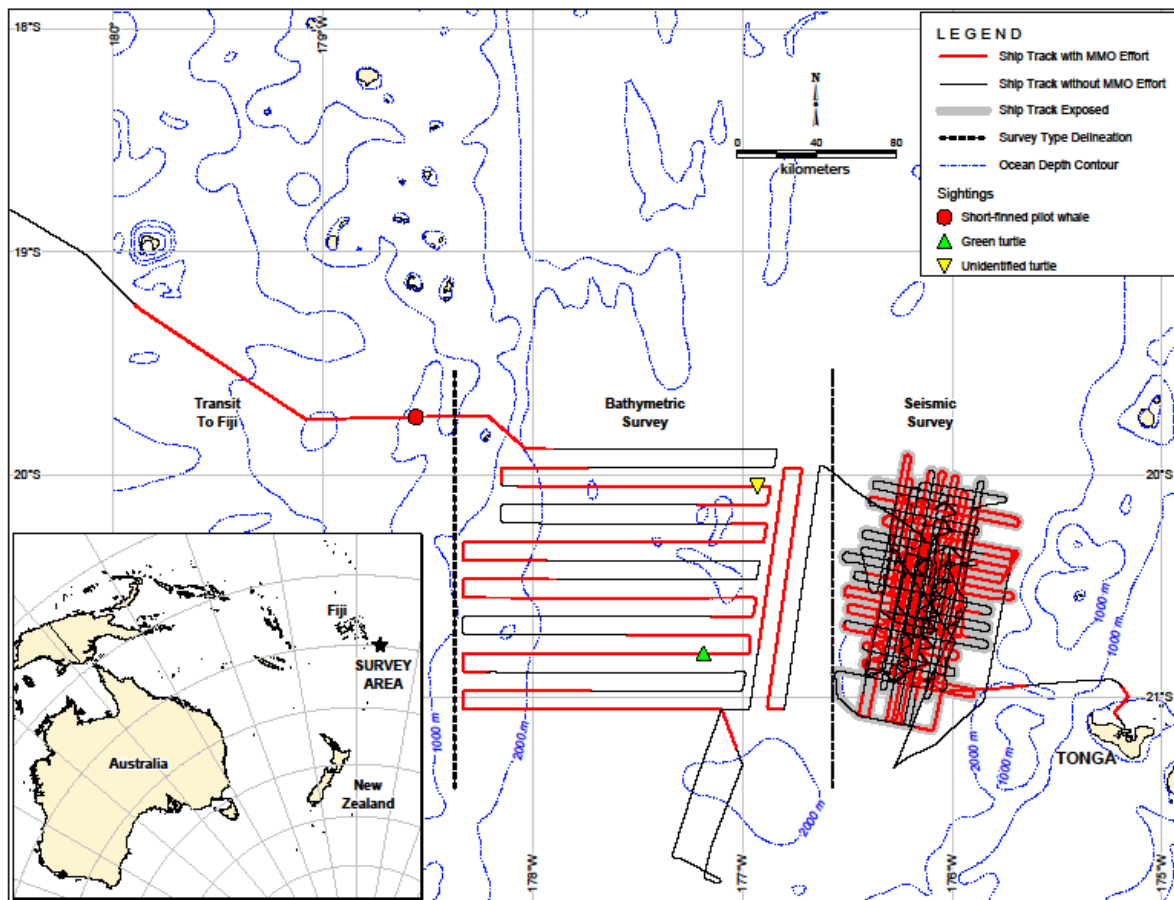 18°S
180°
179°W
N
0
40
80
kilometers
LEGEND
Ship Track with MMO Effort
Ship Track without MMO Effort
Ship Track Exposed
Survey Type Delineation
Ocean Depth Contour
Sightings
Short-finned pilot whale
Green turtle
Unidentified turtle
19°S
Transit
To Fiji
Bathymetric
Survey
Seismic
Survey
20°S
1000 m
1000 m
21°S
1000 m
2000 m
2000 m
2000 m
1000 m
TONGA
178°W
177°W
176°W
175°W
Fiji
SURVEY
AREA
Australia
New
Zealand